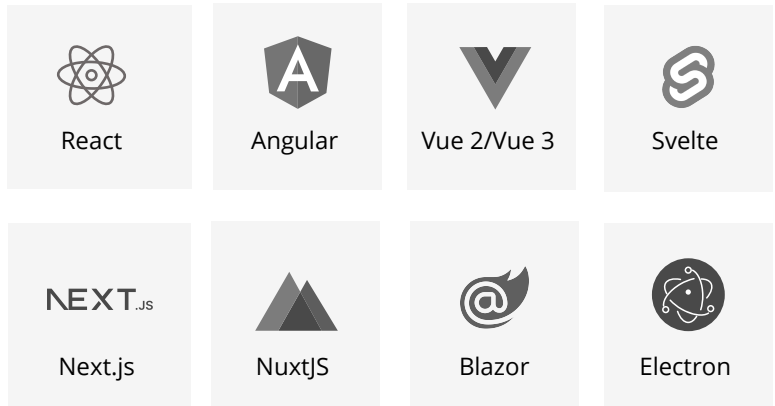 A
React
Angular
Vue 2/Vue 3
Svelte
NEXT.JS
@
Next.js
NuxtJS
Blazor
Electron